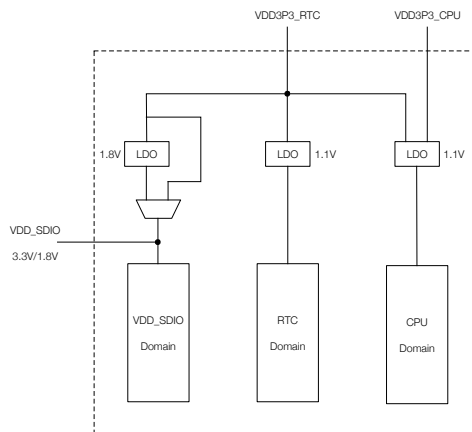 VDD3P3_RTC
VDD3P3_CPU
1.8V
LDO
LDO
1.1V
LDO
1.1V
VDD_SDIO
3.3V/1.8V
VDD_SDIO
Domain
RTC
Domain
CPU
Domain